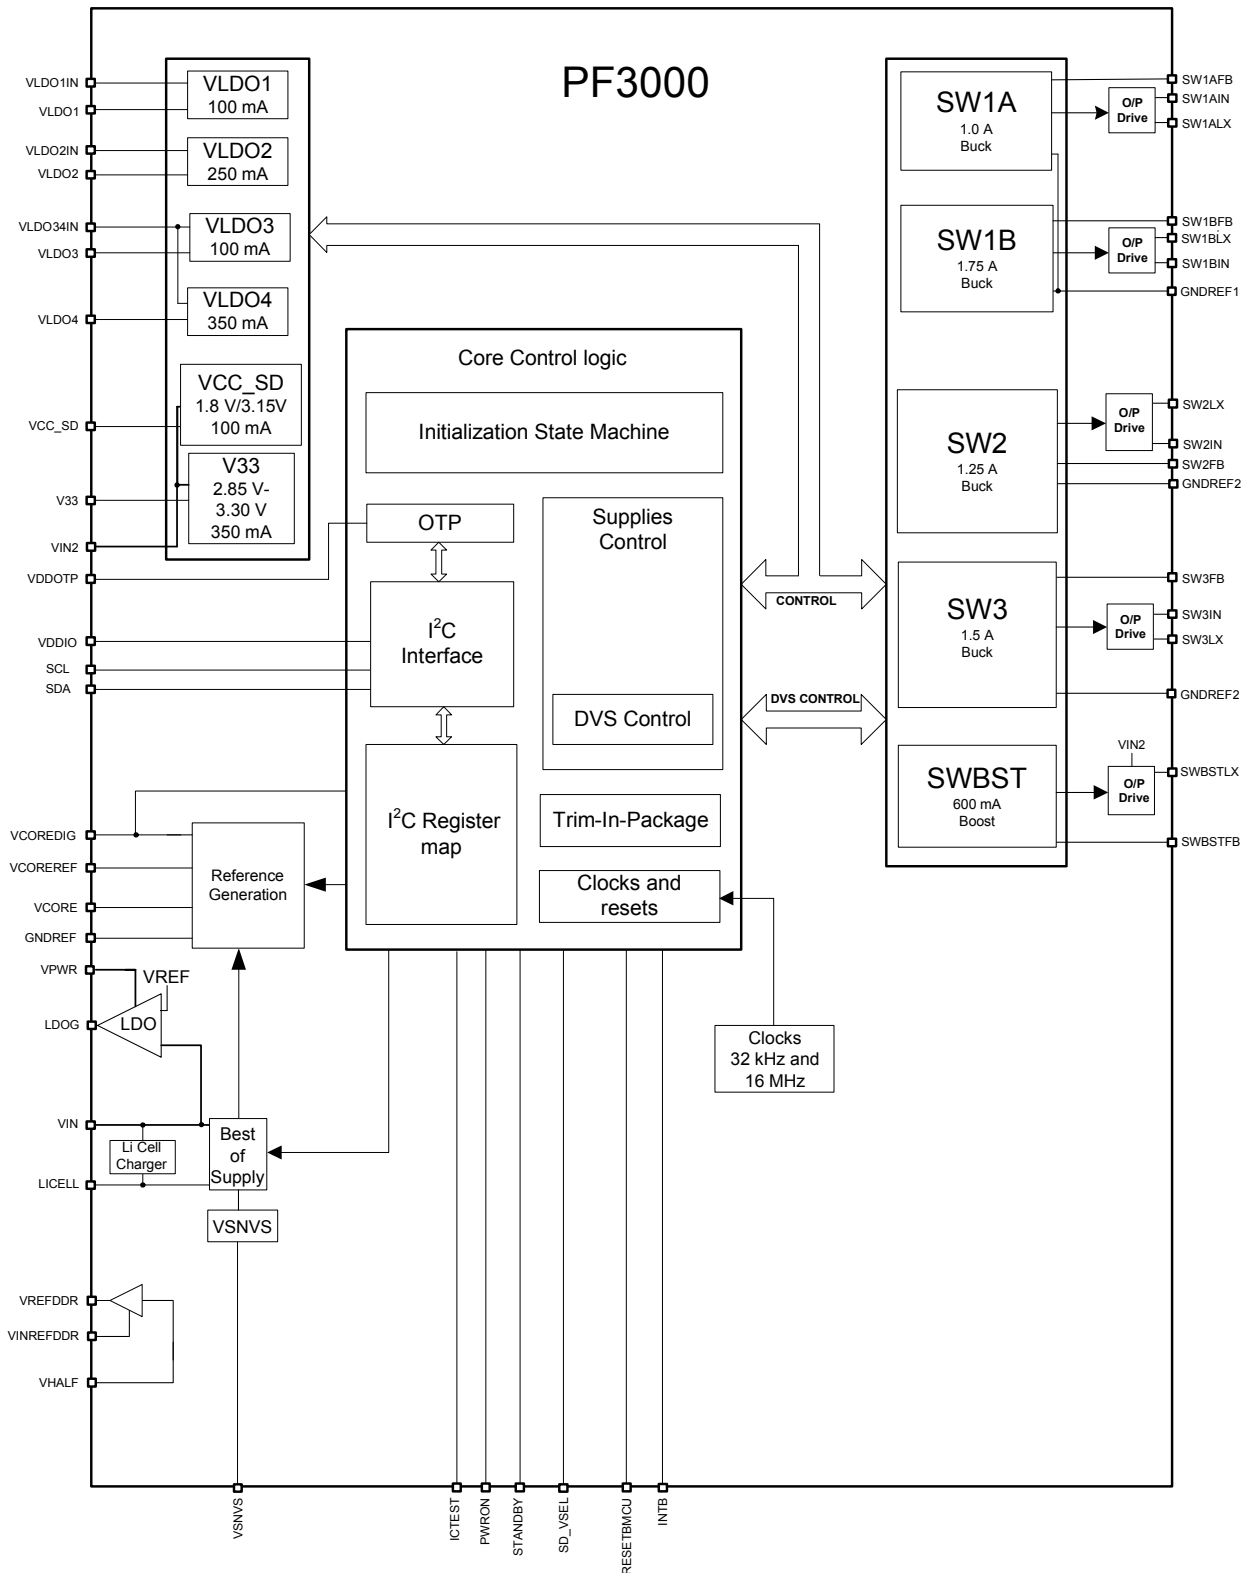 PF3000
VLDO1IN
VLDO1
VLDO2IN
VLDO2
VLDO34IN
VLDO3
VLDO4
VCC_SD
V33
VIN2
VDDOTP
VDDIO
SCL
SDA
VCOREDIG
VCOREREF
VCORE
GNDREF
VPWR
LDOG
VIN
LICELL
VREFDDR
VINREFDDR
VHALF
VLDO1
100 mA
VLDO2
250 mA
VLDO3
100 mA
VLDO4
350 mA
VCC_SD
1.8 V/3.15V
100 mA
V33
2.85 V-
3.30 V
350 mA
Core Control logic
Initialization State Machine
OTP
I²C
Interface
I²C Register
map
Supplies
Control
DVS Control
Trim-In-Package
Clocks and
resets
Clocks
32 kHz and
16 MHz
Reference
Generation
VREF
LDO
Li Cell
Charger
Best
of
Supply
VSNVS
CONTROL
DVS CONTROL
SW1A
1.0 A
Buck
O/P
Drive
SW1B
1.75 A
Buck
O/P
Drive
SW2
1.25 A
Buck
O/P
Drive
SW3
1.5 A
Buck
O/P
Drive
SWBST
600 mA
Boost
VIN2
O/P
Drive
SW1AFB
SW1AIN
SW1ALX
SW1BFB
SW1BLX
SW1BIN
GNDREF1
SW2LX
SW2IN
SW2FB
GNDREF2
SW3FB
SW3IN
SW3LX
GNDREF2
SWBSTLX
SWBSTFB
VSNVS
ICTEST
PWRON
STANDBY
SD_VSEL
RESETBMCU
INTB